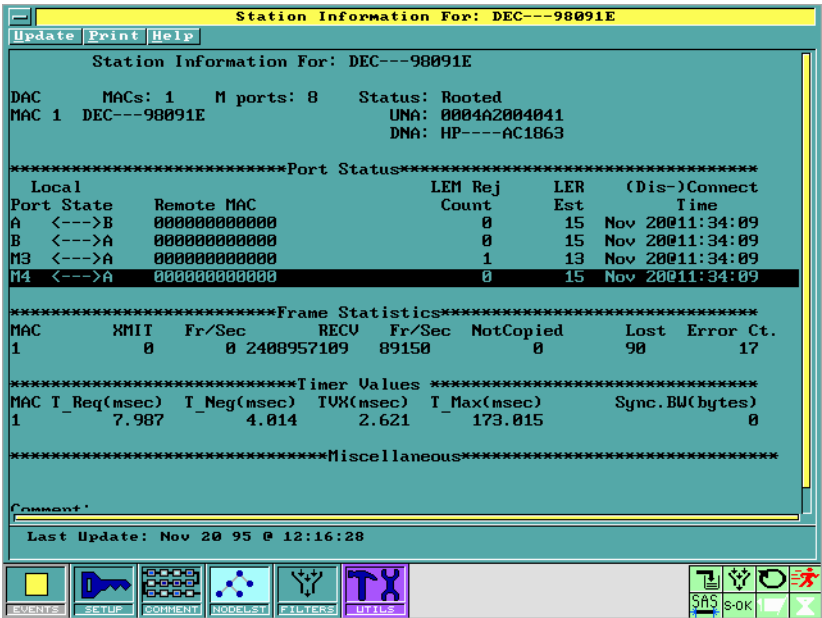 Station Information For: DEC---98091E
Update Print Help
Station Information For: DEC---98091E
DAC MACs: 1 M ports: 8 Status: Rooted
MAC 1 DEC---98091E UNA: 0004A2004041
DNA: HP----AC1863
***************************Port Status***********************************
Local LEM Rej LER (Dis-)Connect
Port State Remote MAC Count Est Time
A <--->B 000000000000 0 15 Nov 20@11:34:09
B <--->A 000000000000 0 15 Nov 20@11:34:09
M3 <--->A 000000000000 1 13 Nov 20@11:34:09
M4 <--->A 000000000000 0 15 Nov 20@11:34:09
**************************Frame Statistics*******************************
MAC XMIT Fr/Sec RECV Fr/Sec NotCopied Lost Error Ct.
1 0 0 2408957109 89150 0 90 17
****************************Timer Values ********************************
MAC T_Req(msec) T_Neg(msec) TVX(msec) T_Max(msec) Sync.BW(bytes)
1 7.987 4.014 2.621 173.015 0
*******************************Miscellaneous*******************************
Comment:
Last Update: Nov 20 95 @ 12:16:28
EVENTS SETUP COMMENT NODELST FILTERS UTILS
SAS S-OK